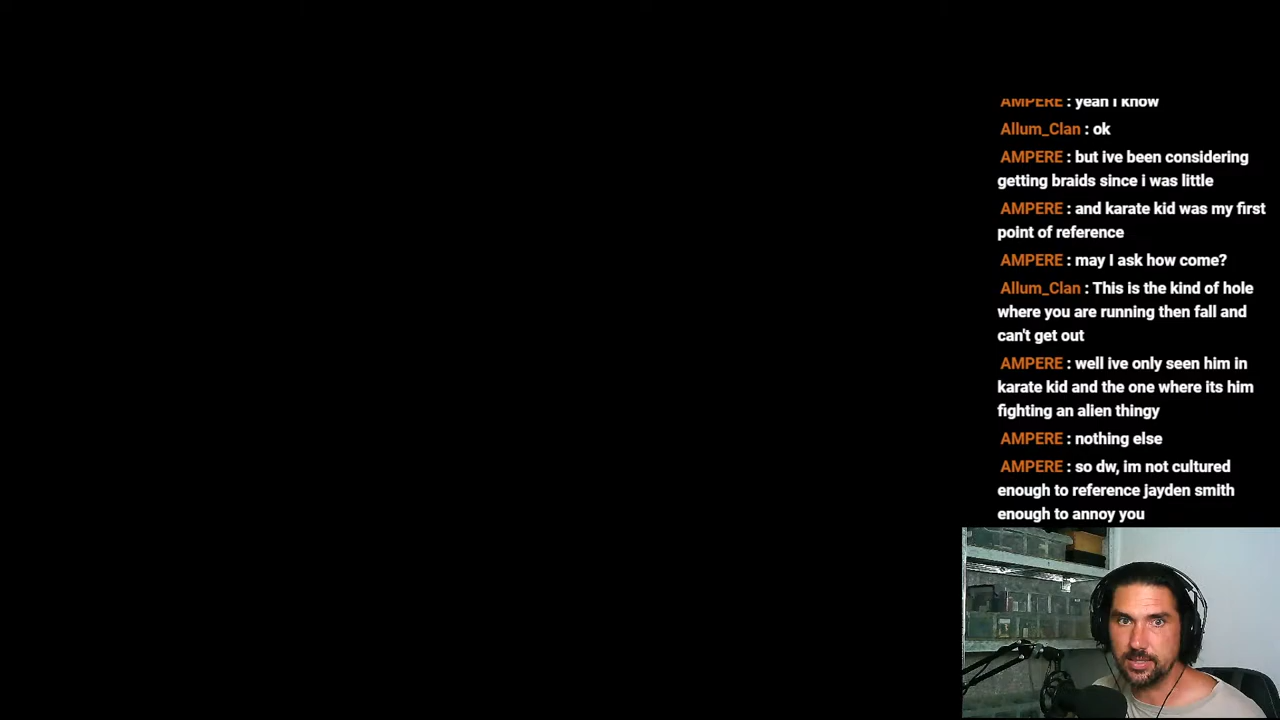 AMPERE : yeah I know
Allum_Clan : ok
AMPERE : but ive been considering
getting braids since i was little
AMPERE : and karate kid was my first
point of reference
AMPERE : may I ask how come?
Allum_Clan : This is the kind of hole
where you are running then fall and
can't get out
AMPERE : well ive only seen him in
karate kid and the one where its him
fighting an alien thingy
AMPERE : nothing else
AMPERE : so dw, im not cultured
enough to reference jayden smith
enough to annoy you